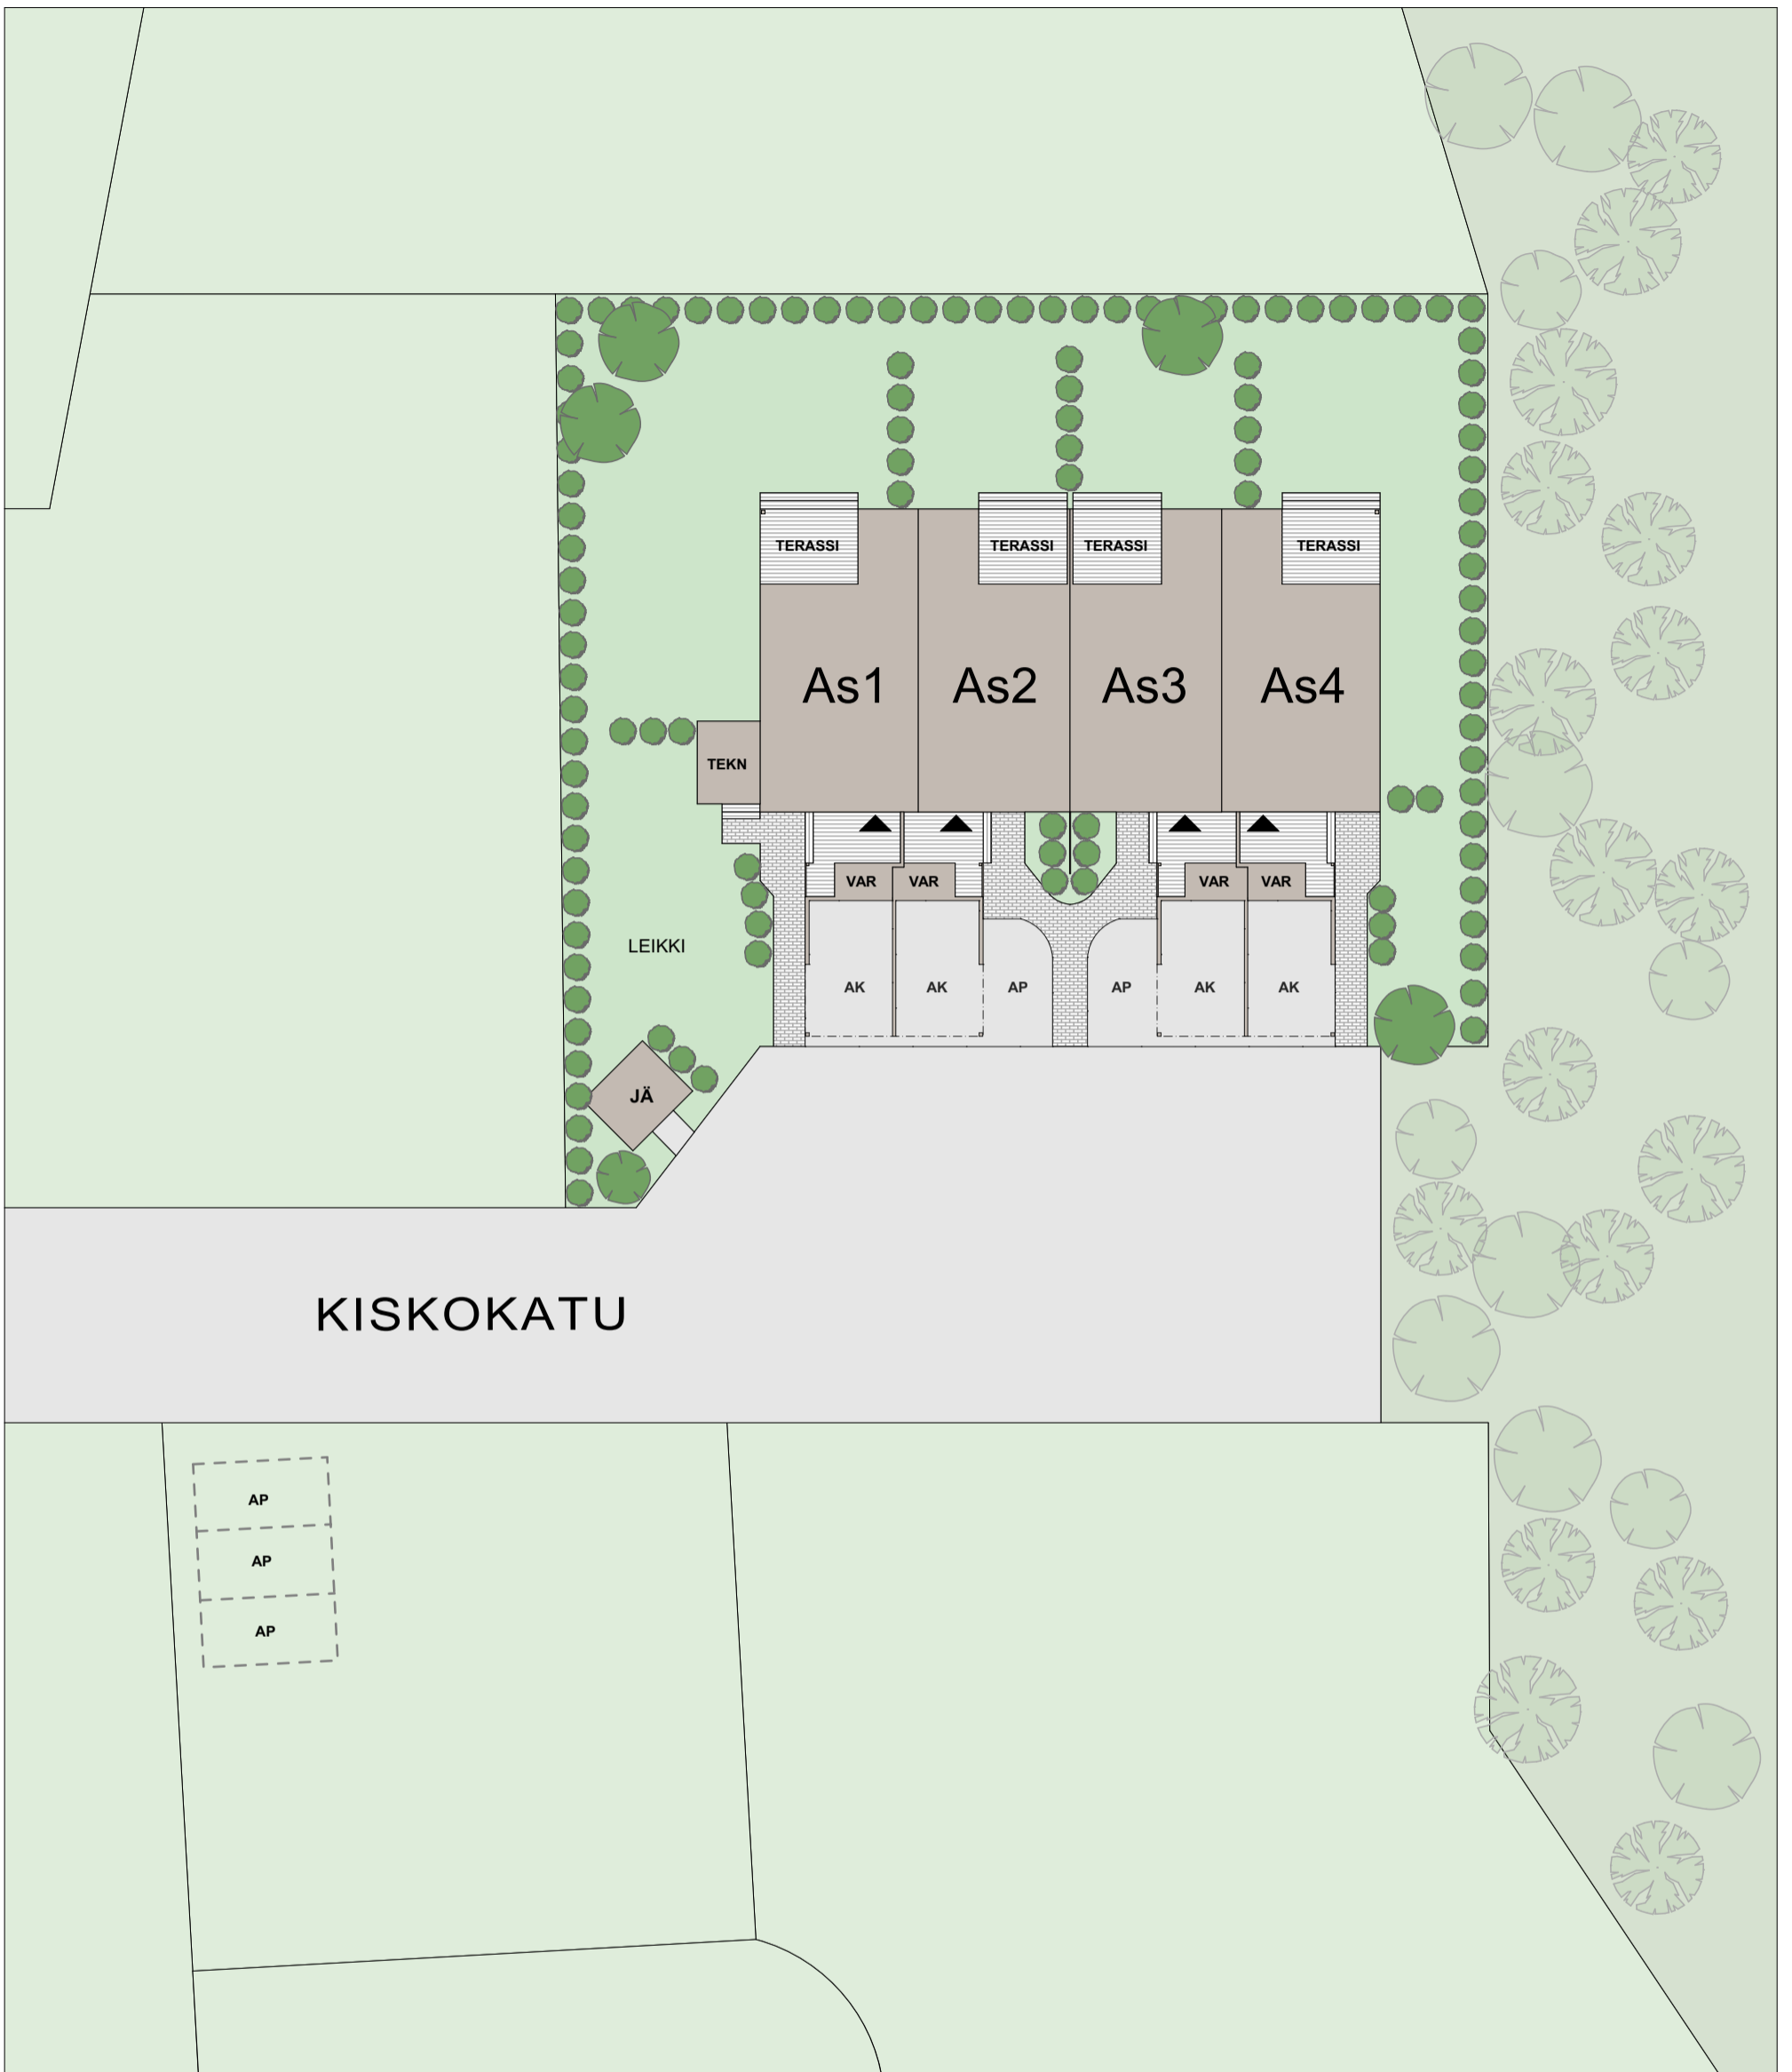 TERASSI TERASSI TERASSI TERASSI
As1 As2 As3 As4
TEKN
VAR VAR VAR VAR
LEIKKI
AK AK AP AP AK AK
JÄ
KISKOKATU
AP
AP
AP